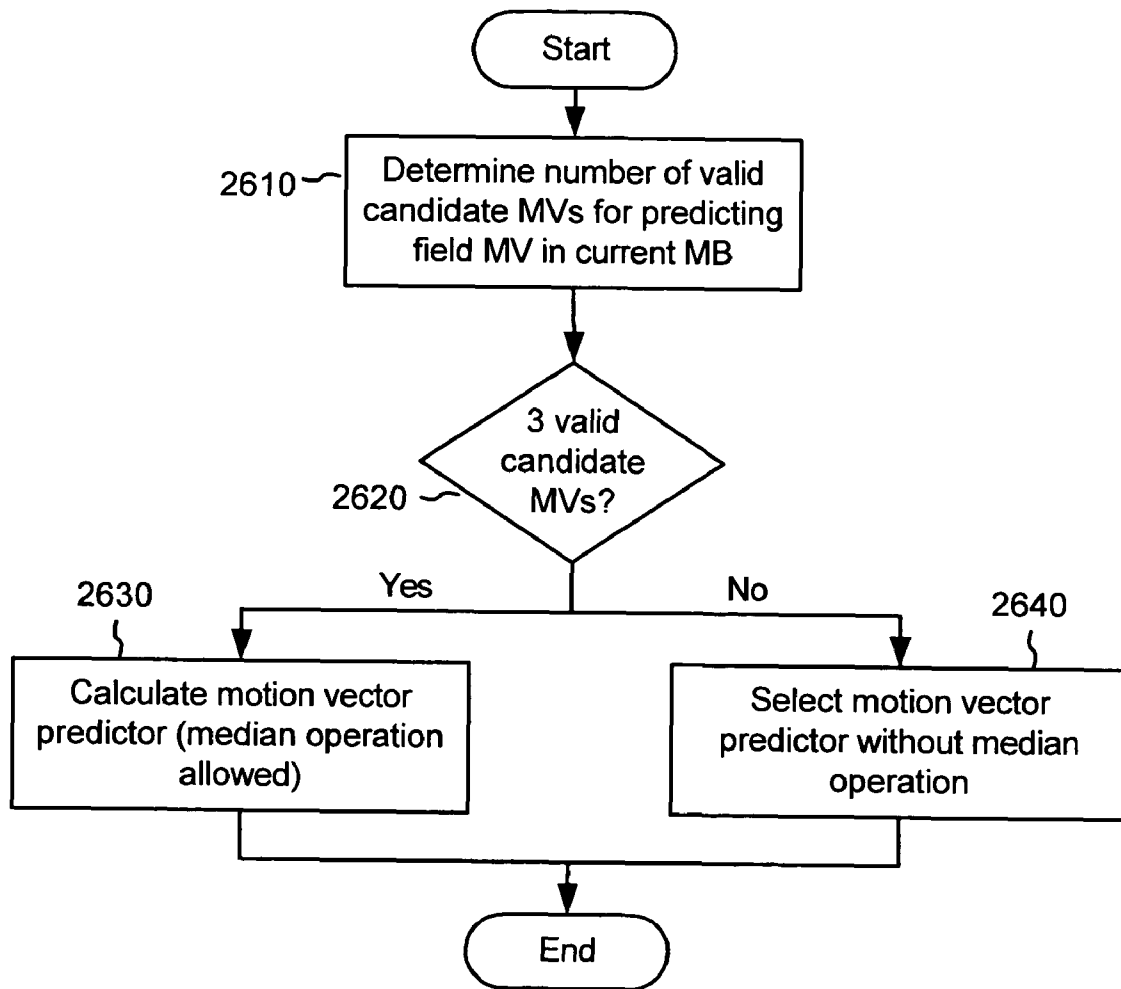 Start
2610
Determine number of valid
candidate MVs for predicting
field MV in current MB
3 valid
candidate
MVs?
2620
Yes
No
2630
2640
Calculate motion vector
predictor (median operation
allowed)
Select motion vector
predictor without median
operation
End